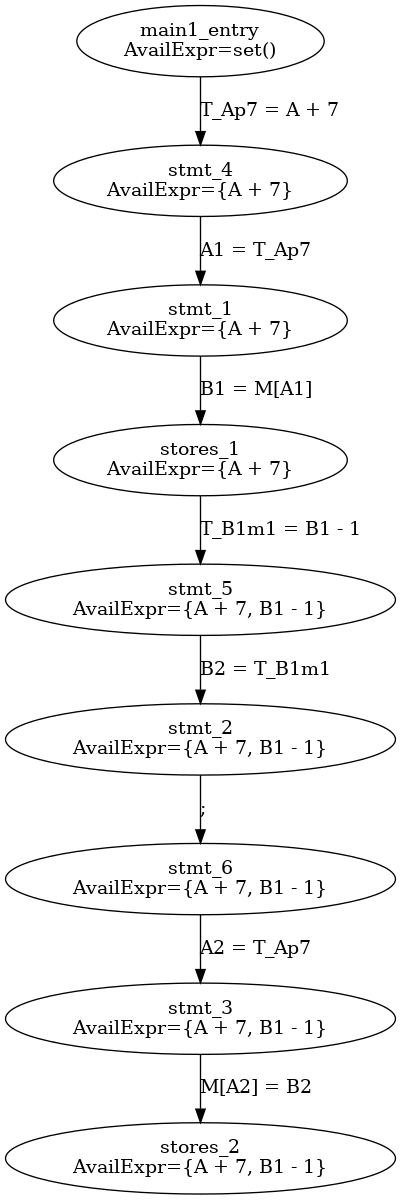 main1_entry
AvailExpr=set()
T_Ap7 = A + 7
stmt_4
AvailExpr={A + 7}
A1 = T_Ap7
stmt_1
AvailExpr={A + 7}
B1 = M[A1]
stores_1
AvailExpr={A + 7}
T_B1m1 = B1 - 1
stmt_5
AvailExpr={A + 7, B1 - 1}
B2 = T_B1m1
stmt_2
AvailExpr={A + 7, B1 - 1}
;
stmt_6
AvailExpr={A + 7, B1 - 1}
A2 = T_Ap7
stmt_3
AvailExpr={A + 7, B1 - 1}
M[A2] = B2
stores_2
AvailExpr={A + 7, B1 - 1}